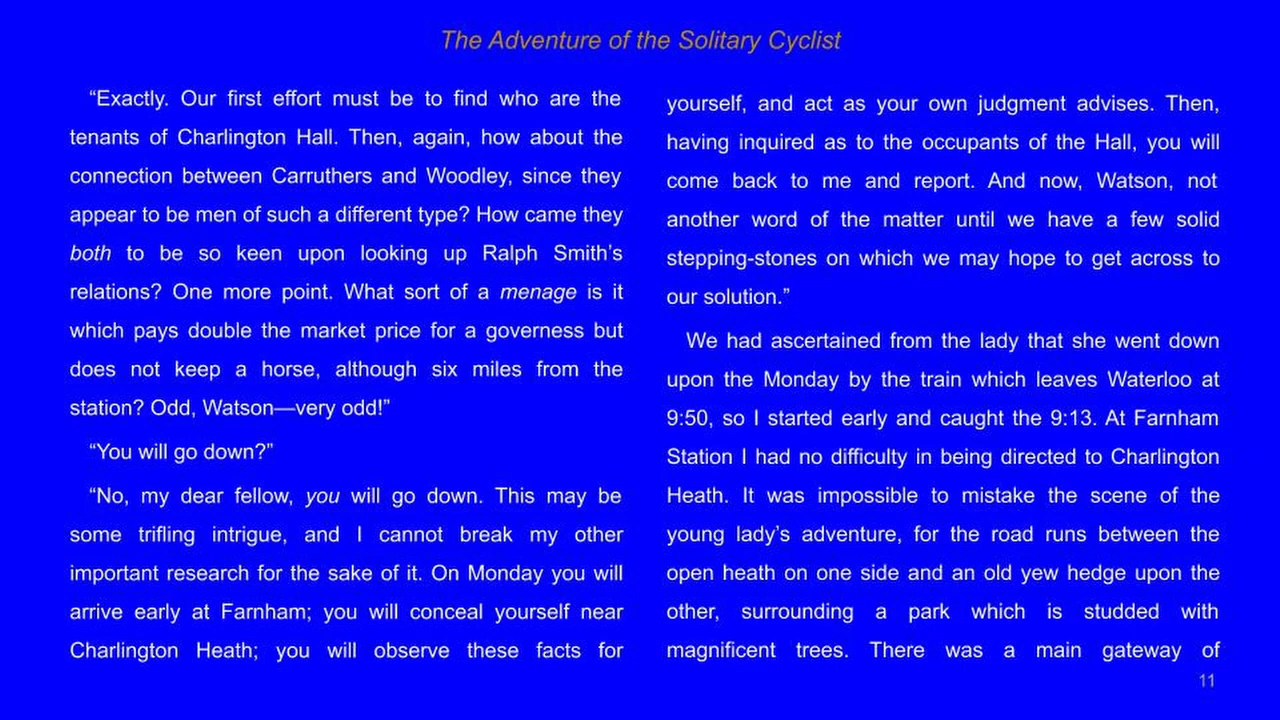 The Adventure of the Solitary Cyclist
“Exactly. Our first effort must be to find who are the
tenants of Charlington Hall. Then, again, how about the
connection between Carruthers and Woodley, since they
appear to be men of such a different type? How came they
both to be so keen upon looking up Ralph Smith’s
relations? One more point. What sort of a menage is it
which pays double the market price for a governess but
does not keep a horse, although six miles from the
station? Odd, Watson—very odd!”
“You will go down?”
“No, my dear fellow, you will go down. This may be
some trifling intrigue, and I cannot break my other
important research for the sake of it. On Monday you will
arrive early at Farnham; you will conceal yourself near
Charlington Heath; you will observe these facts for
yourself, and act as your own judgment advises. Then,
having inquired as to the occupants of the Hall, you will
come back to me and report. And now, Watson, not
another word of the matter until we have a few solid
stepping-stones on which we may hope to get across to
our solution.”
We had ascertained from the lady that she went down
upon the Monday by the train which leaves Waterloo at
9:50, so I started early and caught the 9:13. At Farnham
Station I had no difficulty in being directed to Charlington
Heath. It was impossible to mistake the scene of the
young lady’s adventure, for the road runs between the
open heath on one side and an old yew hedge upon the
other, surrounding a park which is studded with
magnificent trees. There was a main gateway of
11